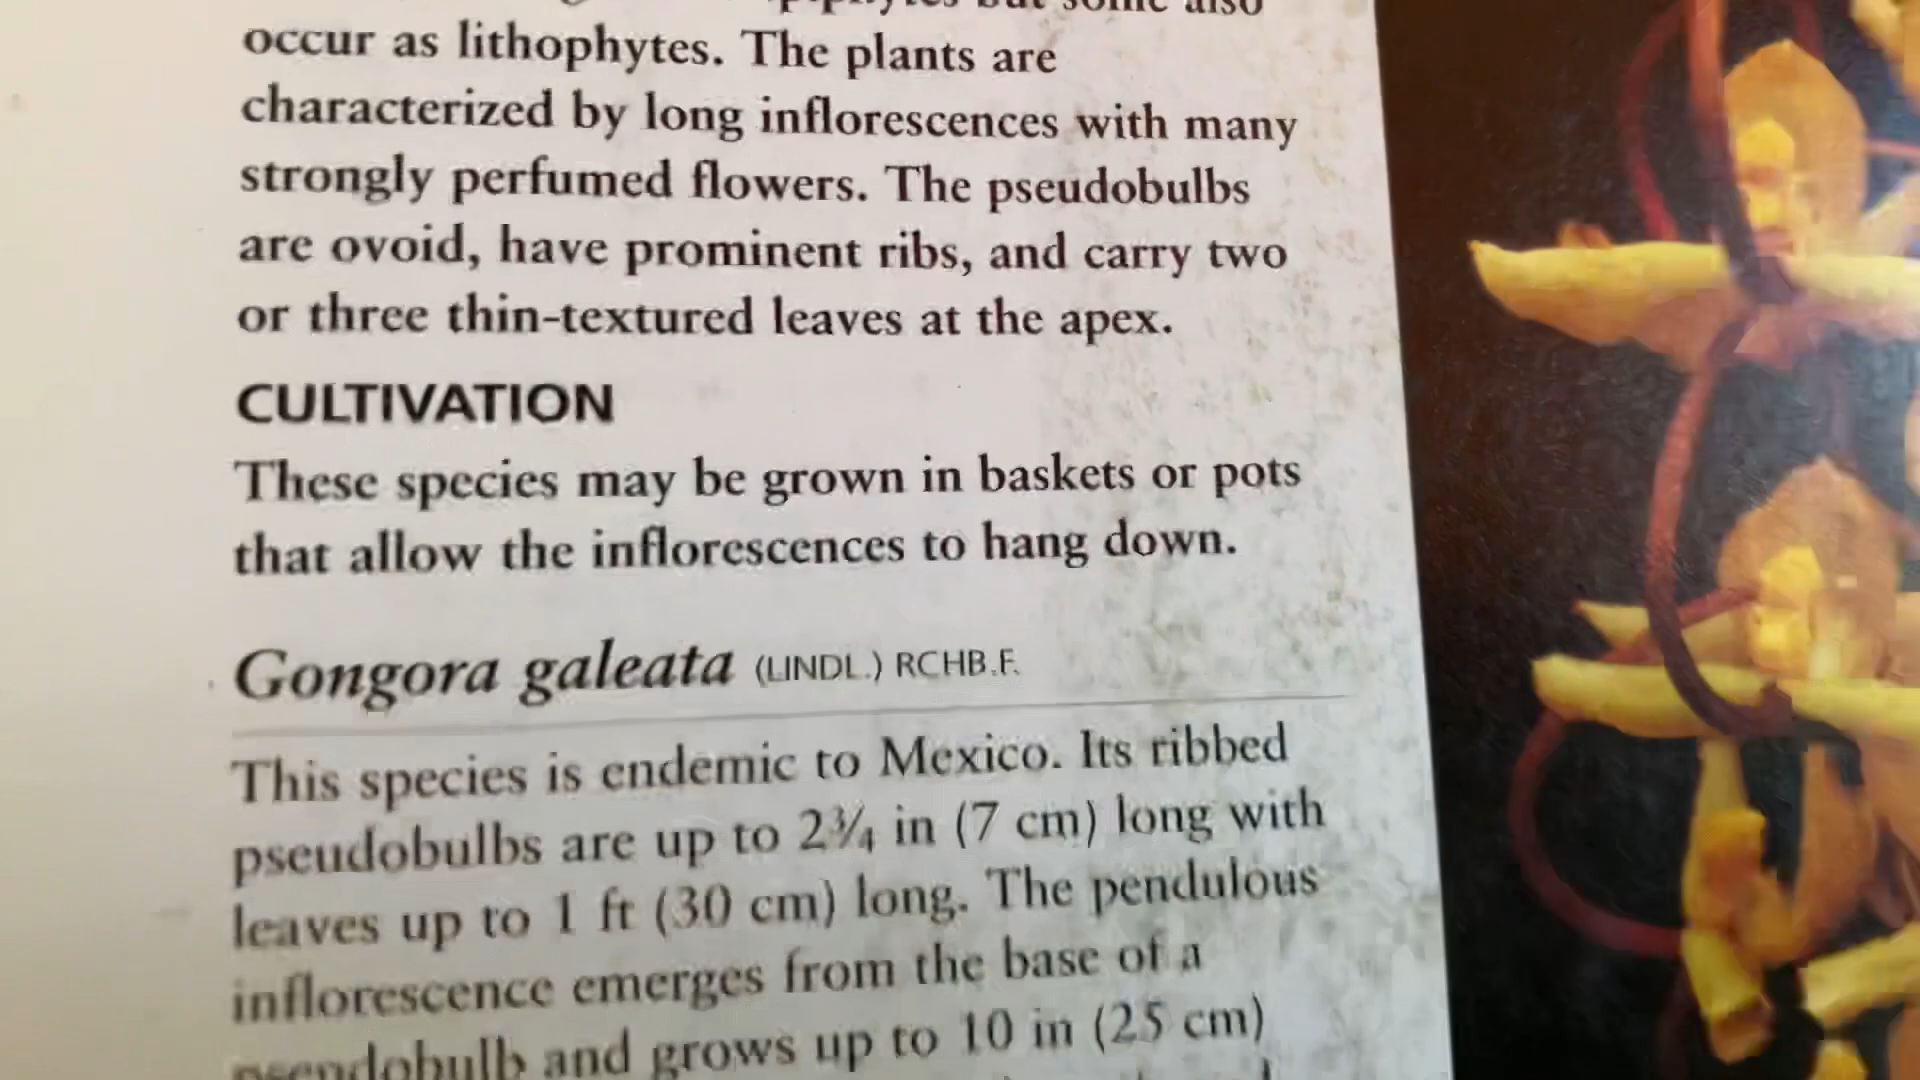 but some also
occur as lithophytes. The plants are
characterized by long inflorescences with many
strongly perfumed flowers. The pseudobulbs
are ovoid, have prominent ribs, and carry two
or three thin-textured leaves at the apex.
CULTIVATION
These species may be grown in baskets or pots
that allow the inflorescences to hang down.
Gongora galeata (LINDL.) RCHB.F.
This species is endemic to Mexico. Its ribbed
pseudobulbs are up to 2¾ in (7 cm) long with
leaves up to 1 ft (30 cm) long. The pendulous
inflorescence emerges from the base of a
pseudobulb and grows up to 10 in (25 cm)